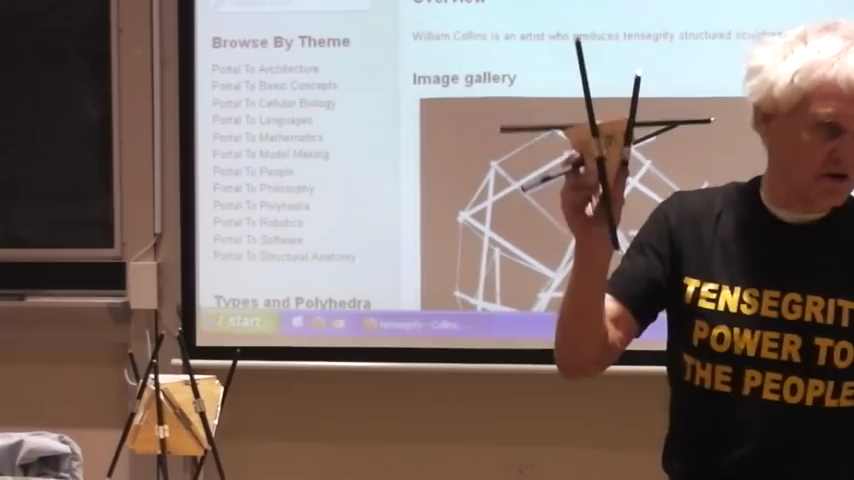 Overview
Browse By Theme
William Collins is an artist who produces tensegrity structured
Portal To Architecture
Portal To Basic Concepts
Image gallery
Portal To Cellular Biology
Portal To Languages
Portal To Mathematics
Portal To Model Making
Portal To People
Portal To Philosophy
Portal To Polyhedra
Portal To Robotics
Portal To Software
Portal To Structural Anatomy
Types and Polyhedra
start
TENSEGRIT
POWER TO
THE PEOPLE